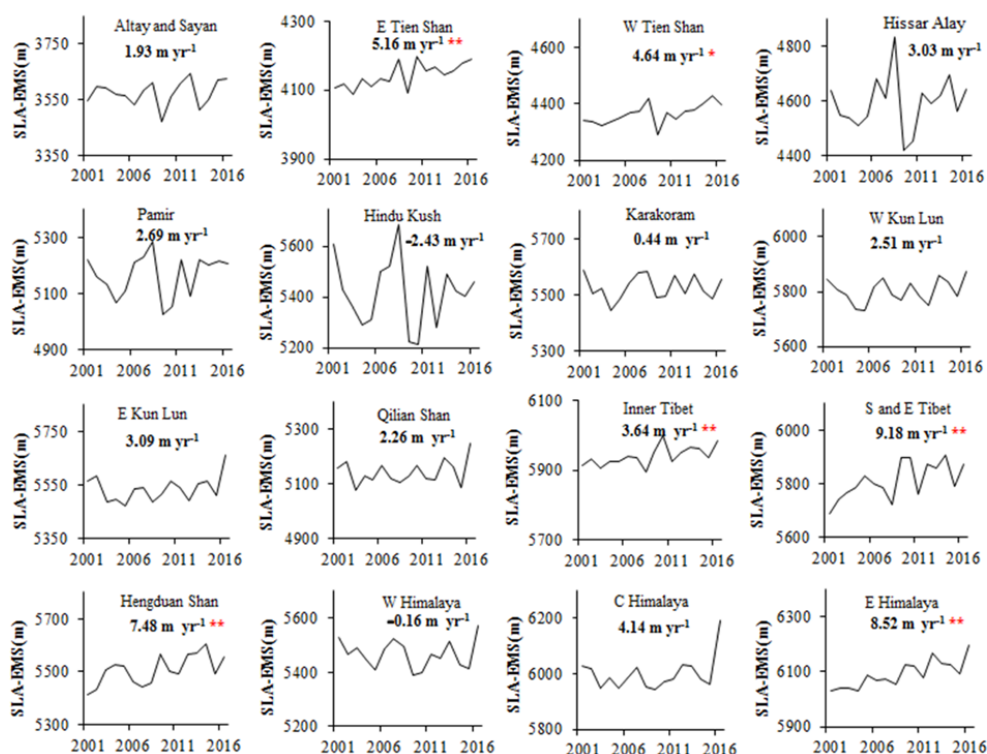 Altay and Sayan
1.93 m yr⁻¹
SLA-EMS(m)
3750
3550
3350
2001 2006 2011 2016
E Tien Shan
5.16 m yr⁻¹ **
SLA-EMS(m)
4300
4100
3900
2001 2006 2011 2016
W Tien Shan
4.64 m yr⁻¹ *
SLA-EMS(m)
4600
4400
4200
2001 2006 2011 2016
Hissar Alay
3.03 m yr⁻¹
SLA-EMS(m)
4800
4600
4400
2001 2006 2011 2016
Pamir
2.69 m yr⁻¹
SLA-EMS(m)
5300
5100
4900
2001 2006 2011 2016
Hindu Kush
-2.43 m yr⁻¹
SLA-EMS(m)
5600
5400
5200
2001 2006 2011 2016
Karakoram
0.44 m yr⁻¹
SLA-EMS(m)
5700
5500
5300
2001 2006 2011 2016
W Kun Lun
2.51 m yr⁻¹
SLA-EMS(m)
6000
5800
5600
2001 2006 2011 2016
E Kun Lun
3.09 m yr⁻¹
SLA-EMS(m)
5750
5550
5350
2001 2006 2011 2016
Qilian Shan
2.26 m yr⁻¹
SLA-EMS(m)
5300
5100
4900
2001 2006 2011 2016
Inner Tibet
3.64 m yr⁻¹ **
SLA-EMS(m)
6100
5900
5700
2001 2006 2011 2016
S and E Tibet
9.18 m yr⁻¹ **
SLA-EMS(m)
6000
5800
5600
2001 2006 2011 2016
Hengduan Shan
7.48 m yr⁻¹ **
SLA-EMS(m)
5700
5500
5300
2001 2006 2011 2016
W Himalaya
-0.16 m yr⁻¹
SLA-EMS(m)
5600
5400
5200
2001 2006 2011 2016
C Himalaya
4.14 m yr⁻¹
SLA-EMS(m)
6200
6000
5800
2001 2006 2011 2016
E Himalaya
8.52 m yr⁻¹ **
SLA-EMS(m)
6300
6100
5900
2001 2006 2011 2016